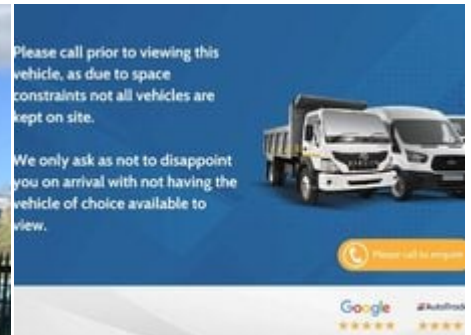 Please call prior to viewing this
vehicle, as due to space
constraints not all vehicles are
kept on site.
We only ask as not to disappoint
you on arrival with not having the
vehicle of choice available to
view.
Please call to enquire
Google
AutoTrade